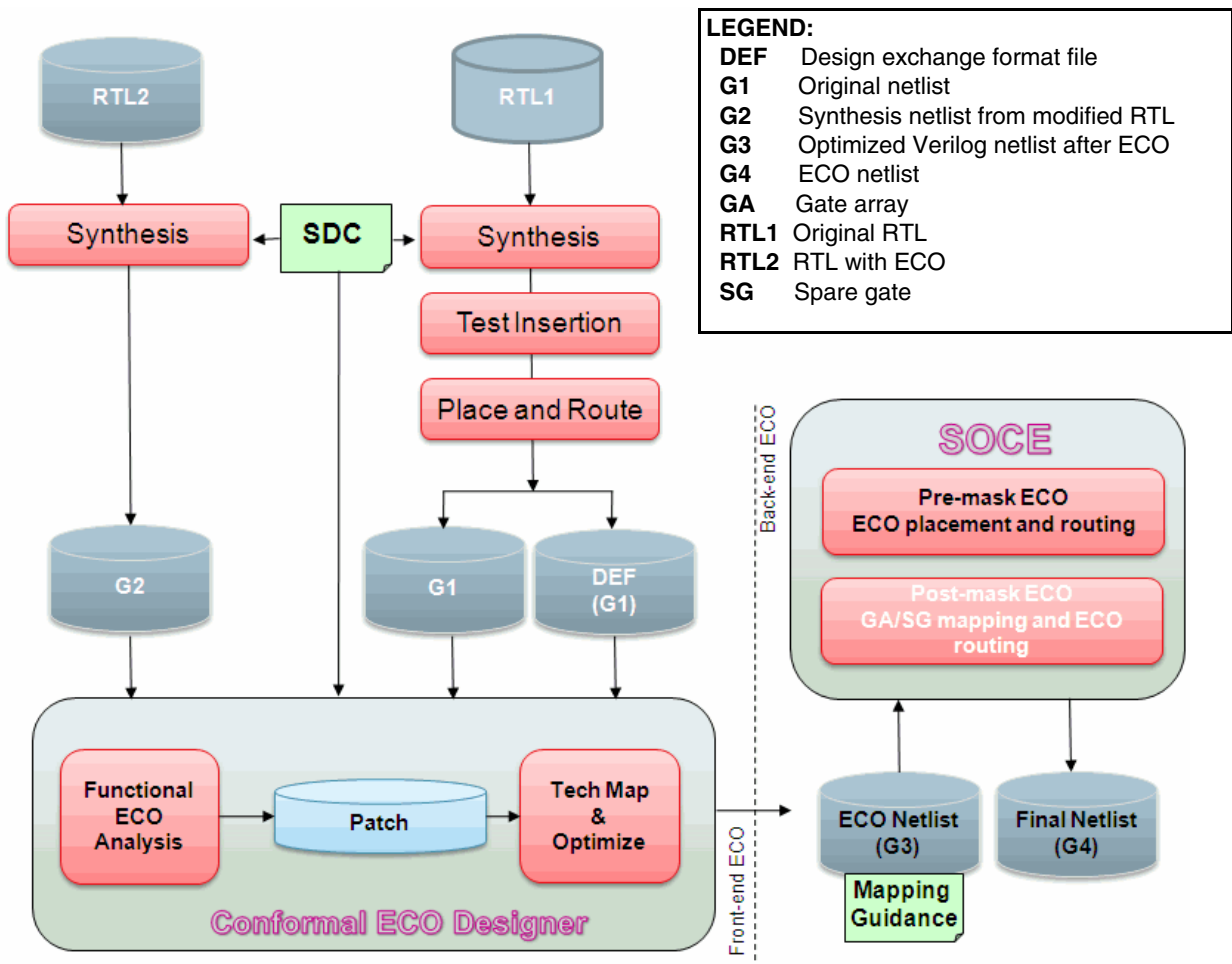 LEGEND:
DEF Design exchange format file
G1 Original netlist
G2 Synthesis netlist from modified RTL
G3 Optimized Verilog netlist after ECO
G4 ECO netlist
GA Gate array
RTL1 Original RTL
RTL2 RTL with ECO
SG Spare gate
RTL2
RTL1
Synthesis
SDC
Synthesis
Test Insertion
Place and Route
G2
G1
DEF
(G1)
Functional
ECO
Analysis
Patch
Tech Map
&
Optimize
Conformal ECO Designer
Back-end ECO
Front-end ECO
SOCE
Pre-mask ECO
ECO placement and routing
Post-mask ECO
GA/SG mapping and ECO
routing
ECO Netlist
(G3)
Mapping
Guidance
Final Netlist
(G4)